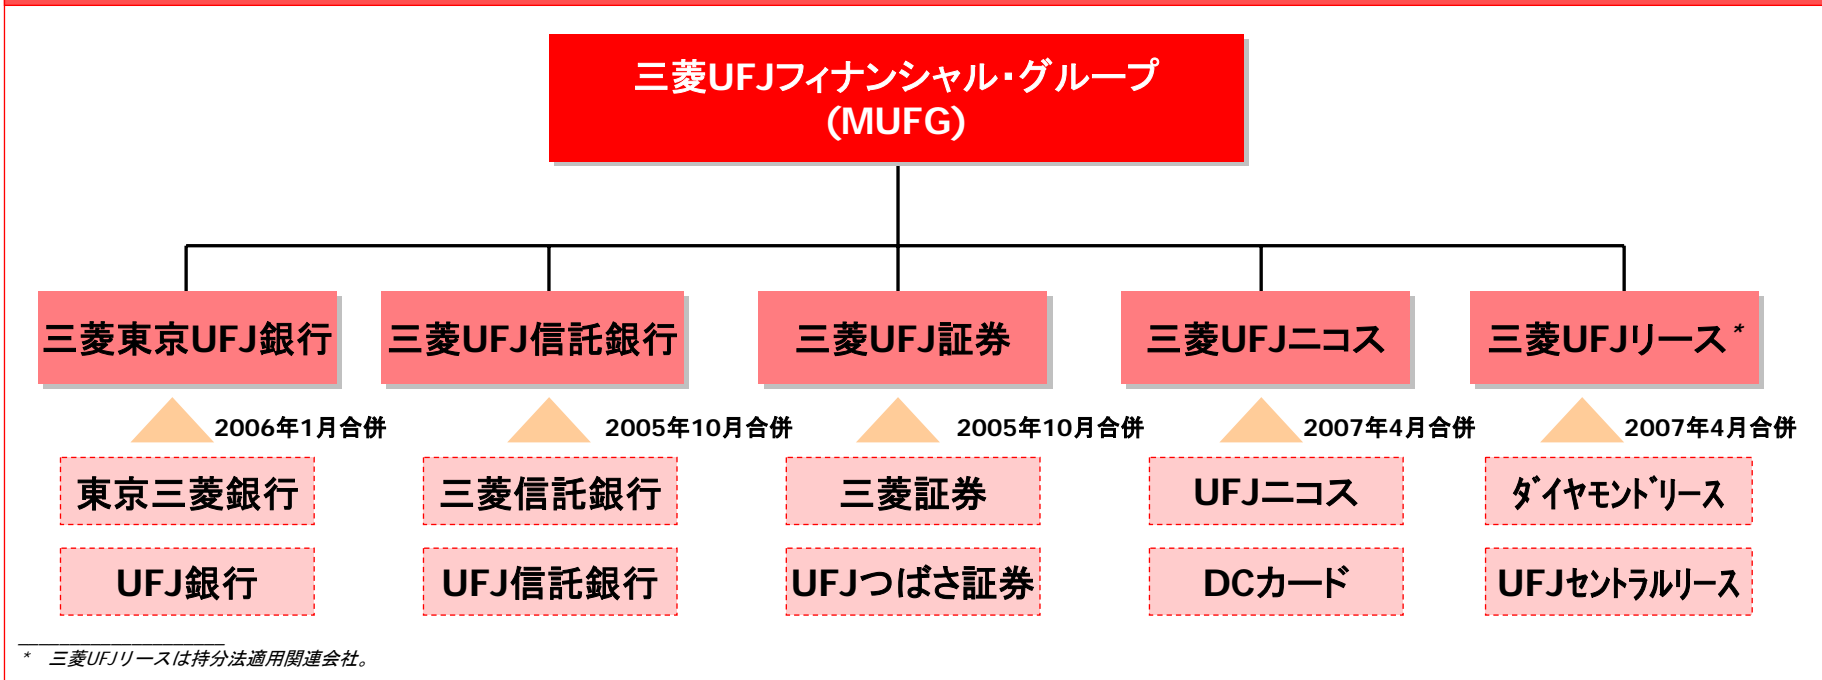 三菱UFJフィナンシャル・グループ
(MUFG)
三菱東京UFJ銀行
三菱UFJ信託銀行
三菱UFJ証券
三菱UFJニコス
三菱UFJリース*
2006年1月合併
2005年10月合併
2005年10月合併
2007年4月合併
2007年4月合併
東京三菱銀行
三菱信託銀行
三菱証券
UFJニコス
ダイヤモンドリース
UFJ銀行
UFJ信託銀行
UFJつばさ証券
DCカード
UFJセントラルリース
* 三菱UFJリースは持分法適用関連会社。